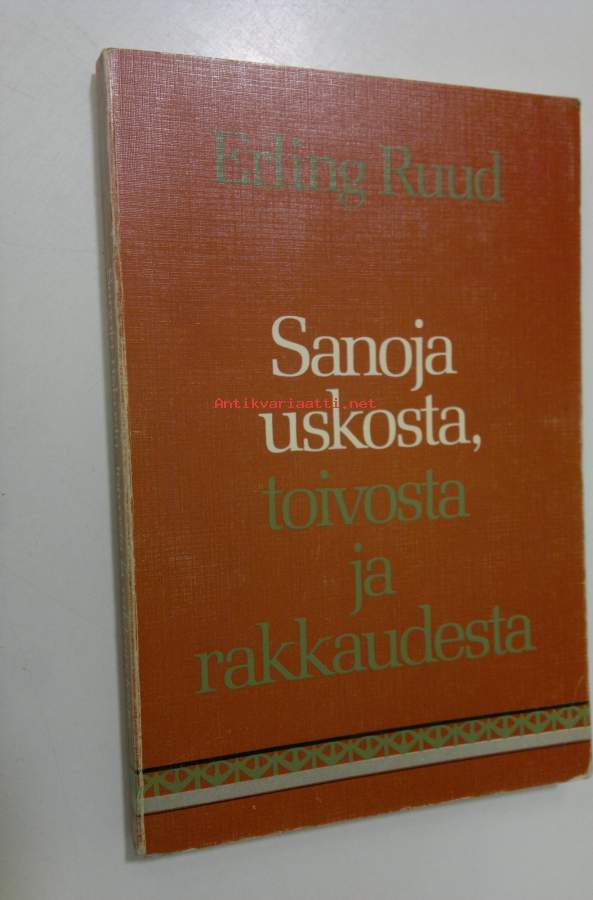 Erling Ruud
Sanoja
uskosta,
toivosta
ja
rakkaudesta
Antikvariaatti.net